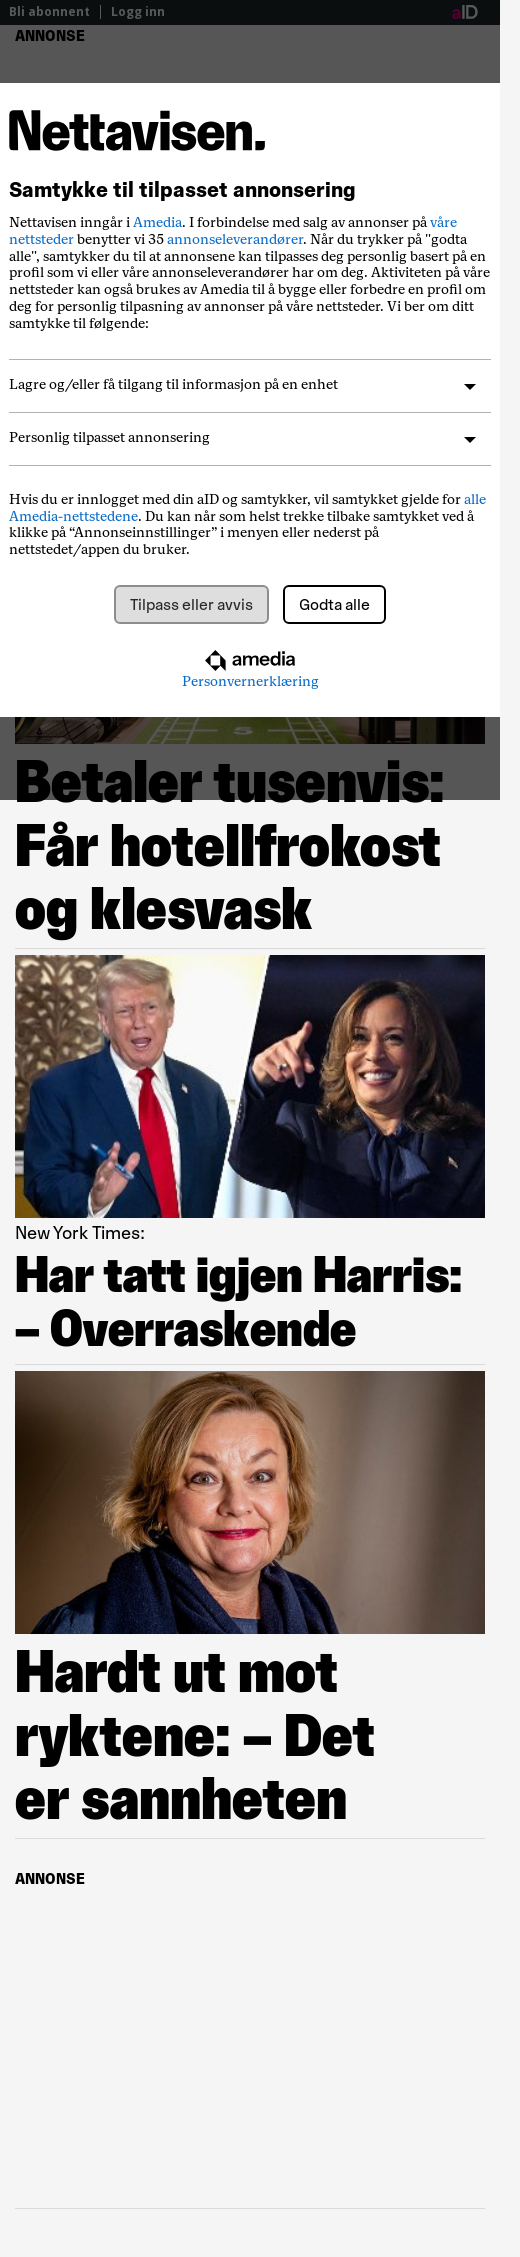 Bli abonnent
Logg inn
aID
ANNONSE
Nettavisen.
Samtykke til tilpasset annonsering
Nettavisen inngår i Amedia. I forbindelse med salg av annonser på våre
nettsteder benytter vi 35 annonseleverandører. Når du trykker på "godta
alle", samtykker du til at annonsene kan tilpasses deg personlig basert på en
profil som vi eller våre annonseleverandører har om deg. Aktiviteten på våre
nettsteder kan også brukes av Amedia til å bygge eller forbedre en profil om
deg for personlig tilpasning av annonser på våre nettsteder. Vi ber om ditt
samtykke til følgende:
Lagre og/eller få tilgang til informasjon på en enhet
Personlig tilpasset annonsering
Hvis du er innlogget med din aID og samtykker, vil samtykket gjelde for alle
Amedia-nettstedene. Du kan når som helst trekke tilbake samtykket ved å
klikke på “Annonseinnstillinger” i menyen eller nederst på
nettstedet/appen du bruker.
Tilpass eller avvis
Godta alle
amedia
Personvernerklæring
Betaler tusenvis:
Får hotellfrokost
og klesvask
New York Times:
Har tatt igjen Harris:
– Overraskende
Hardt ut mot
ryktene: – Det
er sannheten
ANNONSE